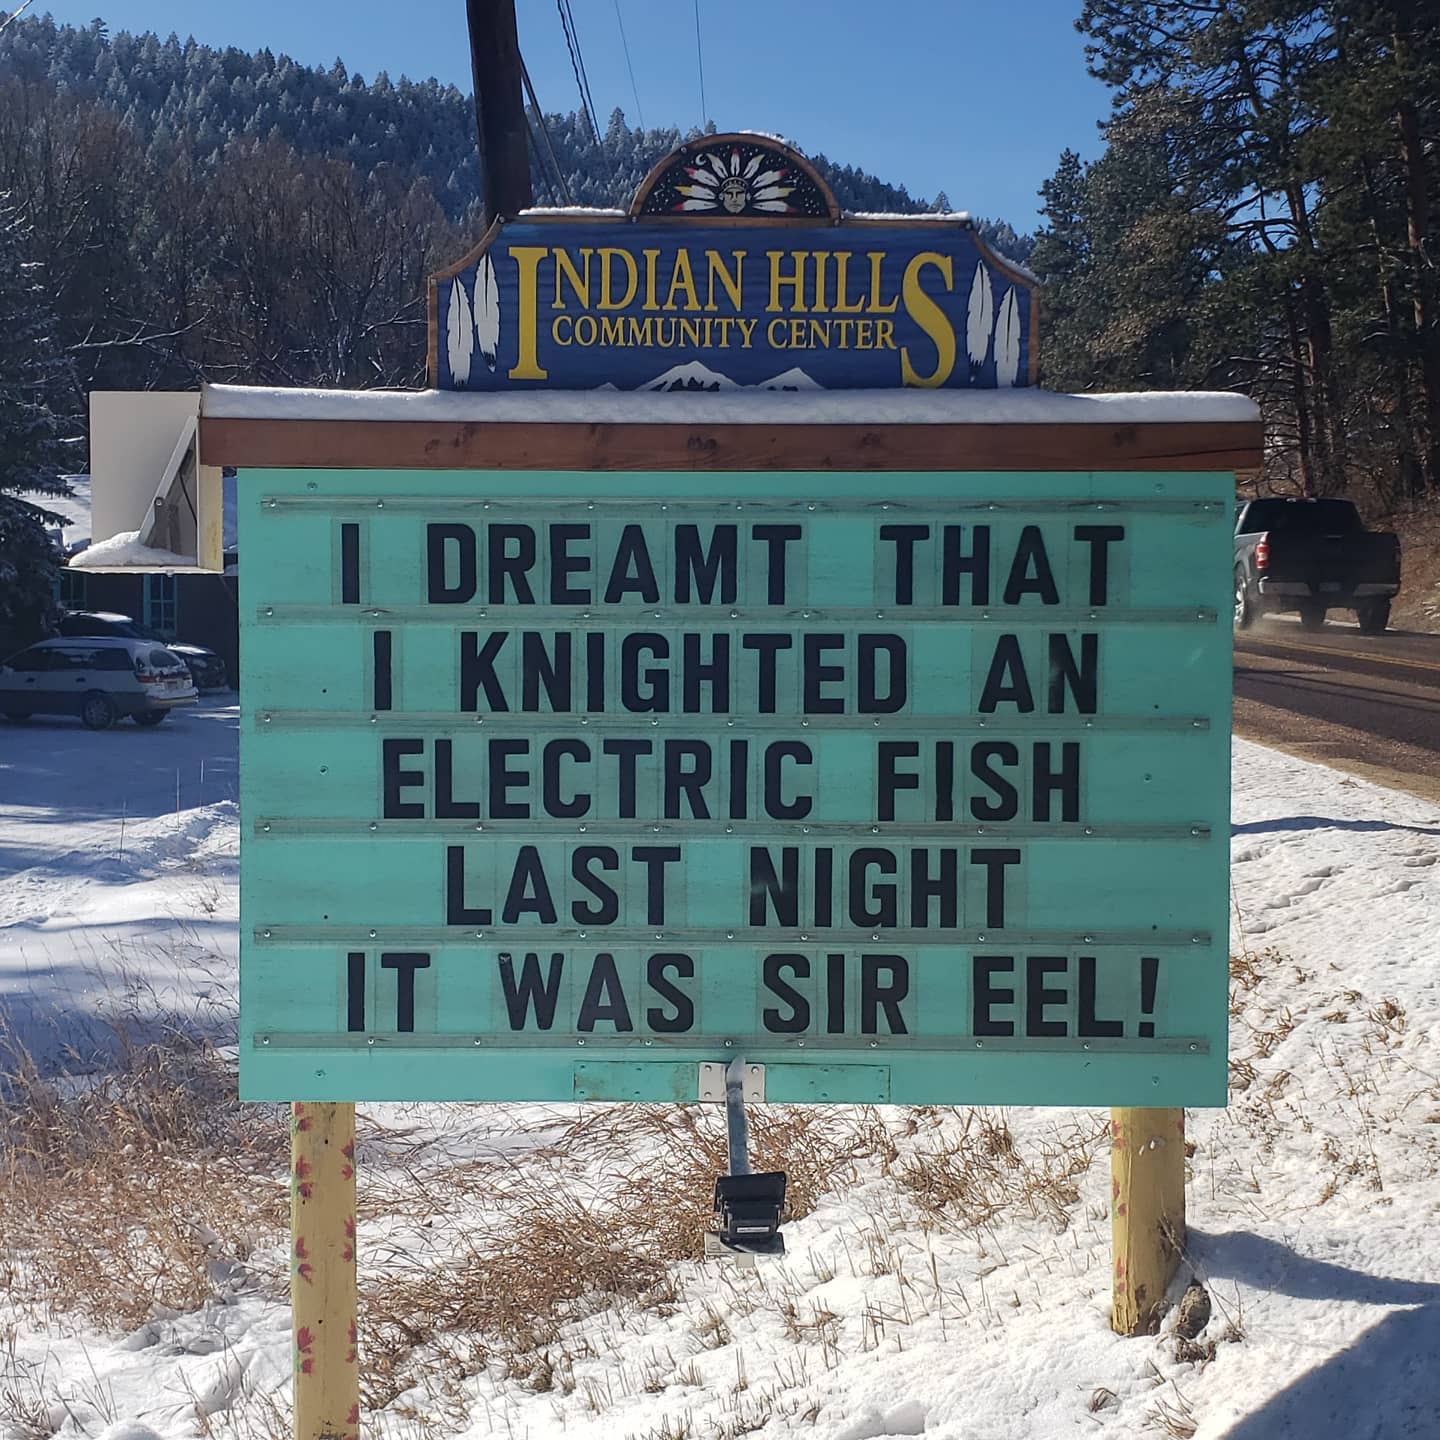 INDIAN HILLS
COMMUNITY CENTER
I DREAMT THAT
I KNIGHTED AN
ELECTRIC FISH
LAST NIGHT
IT WAS SIR EEL!